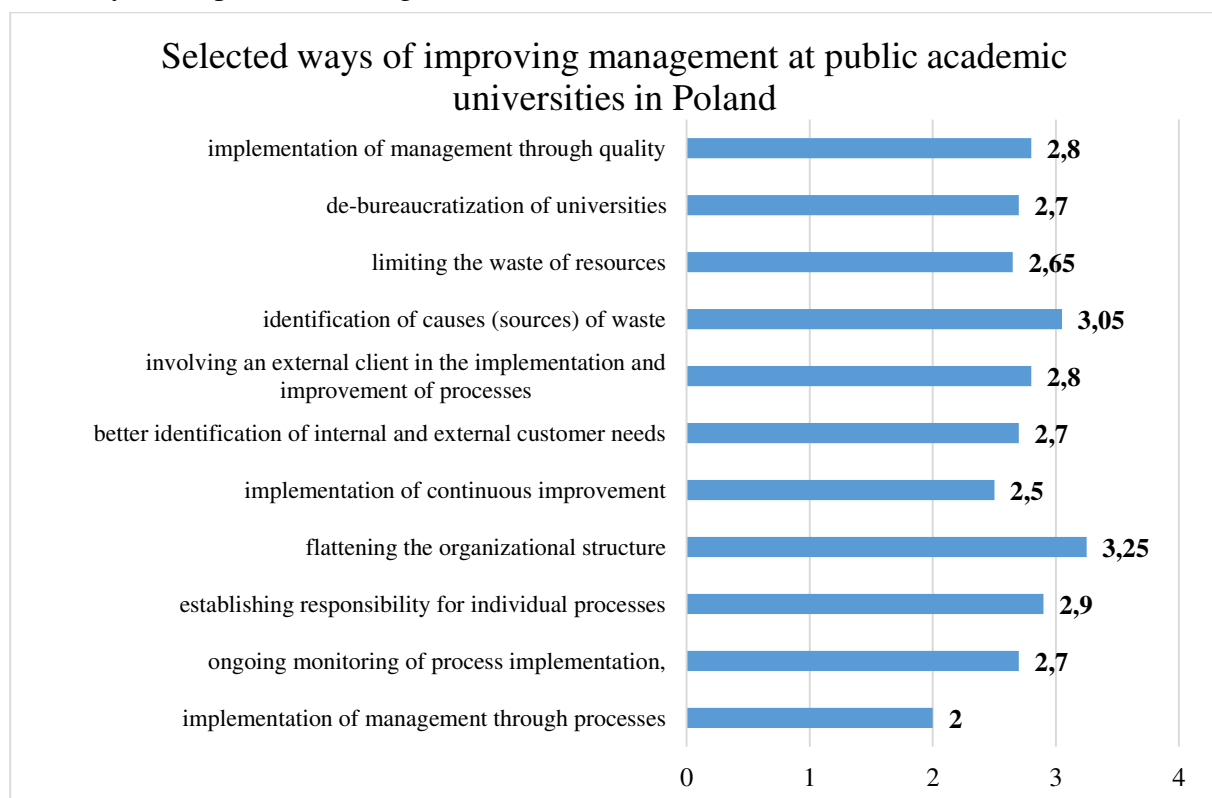 Selected ways of improving management at public academic
universities in Poland
implementation of management through quality
2,8
de-bureaucratization of universities
2,7
limiting the waste of resources
2,65
identification of causes (sources) of waste
3,05
involving an external client in the implementation and
improvement of processes
2,8
better identification of internal and external customer needs
2,7
implementation of continuous improvement
2,5
flattening the organizational structure
3,25
establishing responsibility for individual processes
2,9
ongoing monitoring of process implementation,
2,7
implementation of management through processes
2
0 1 2 3 4